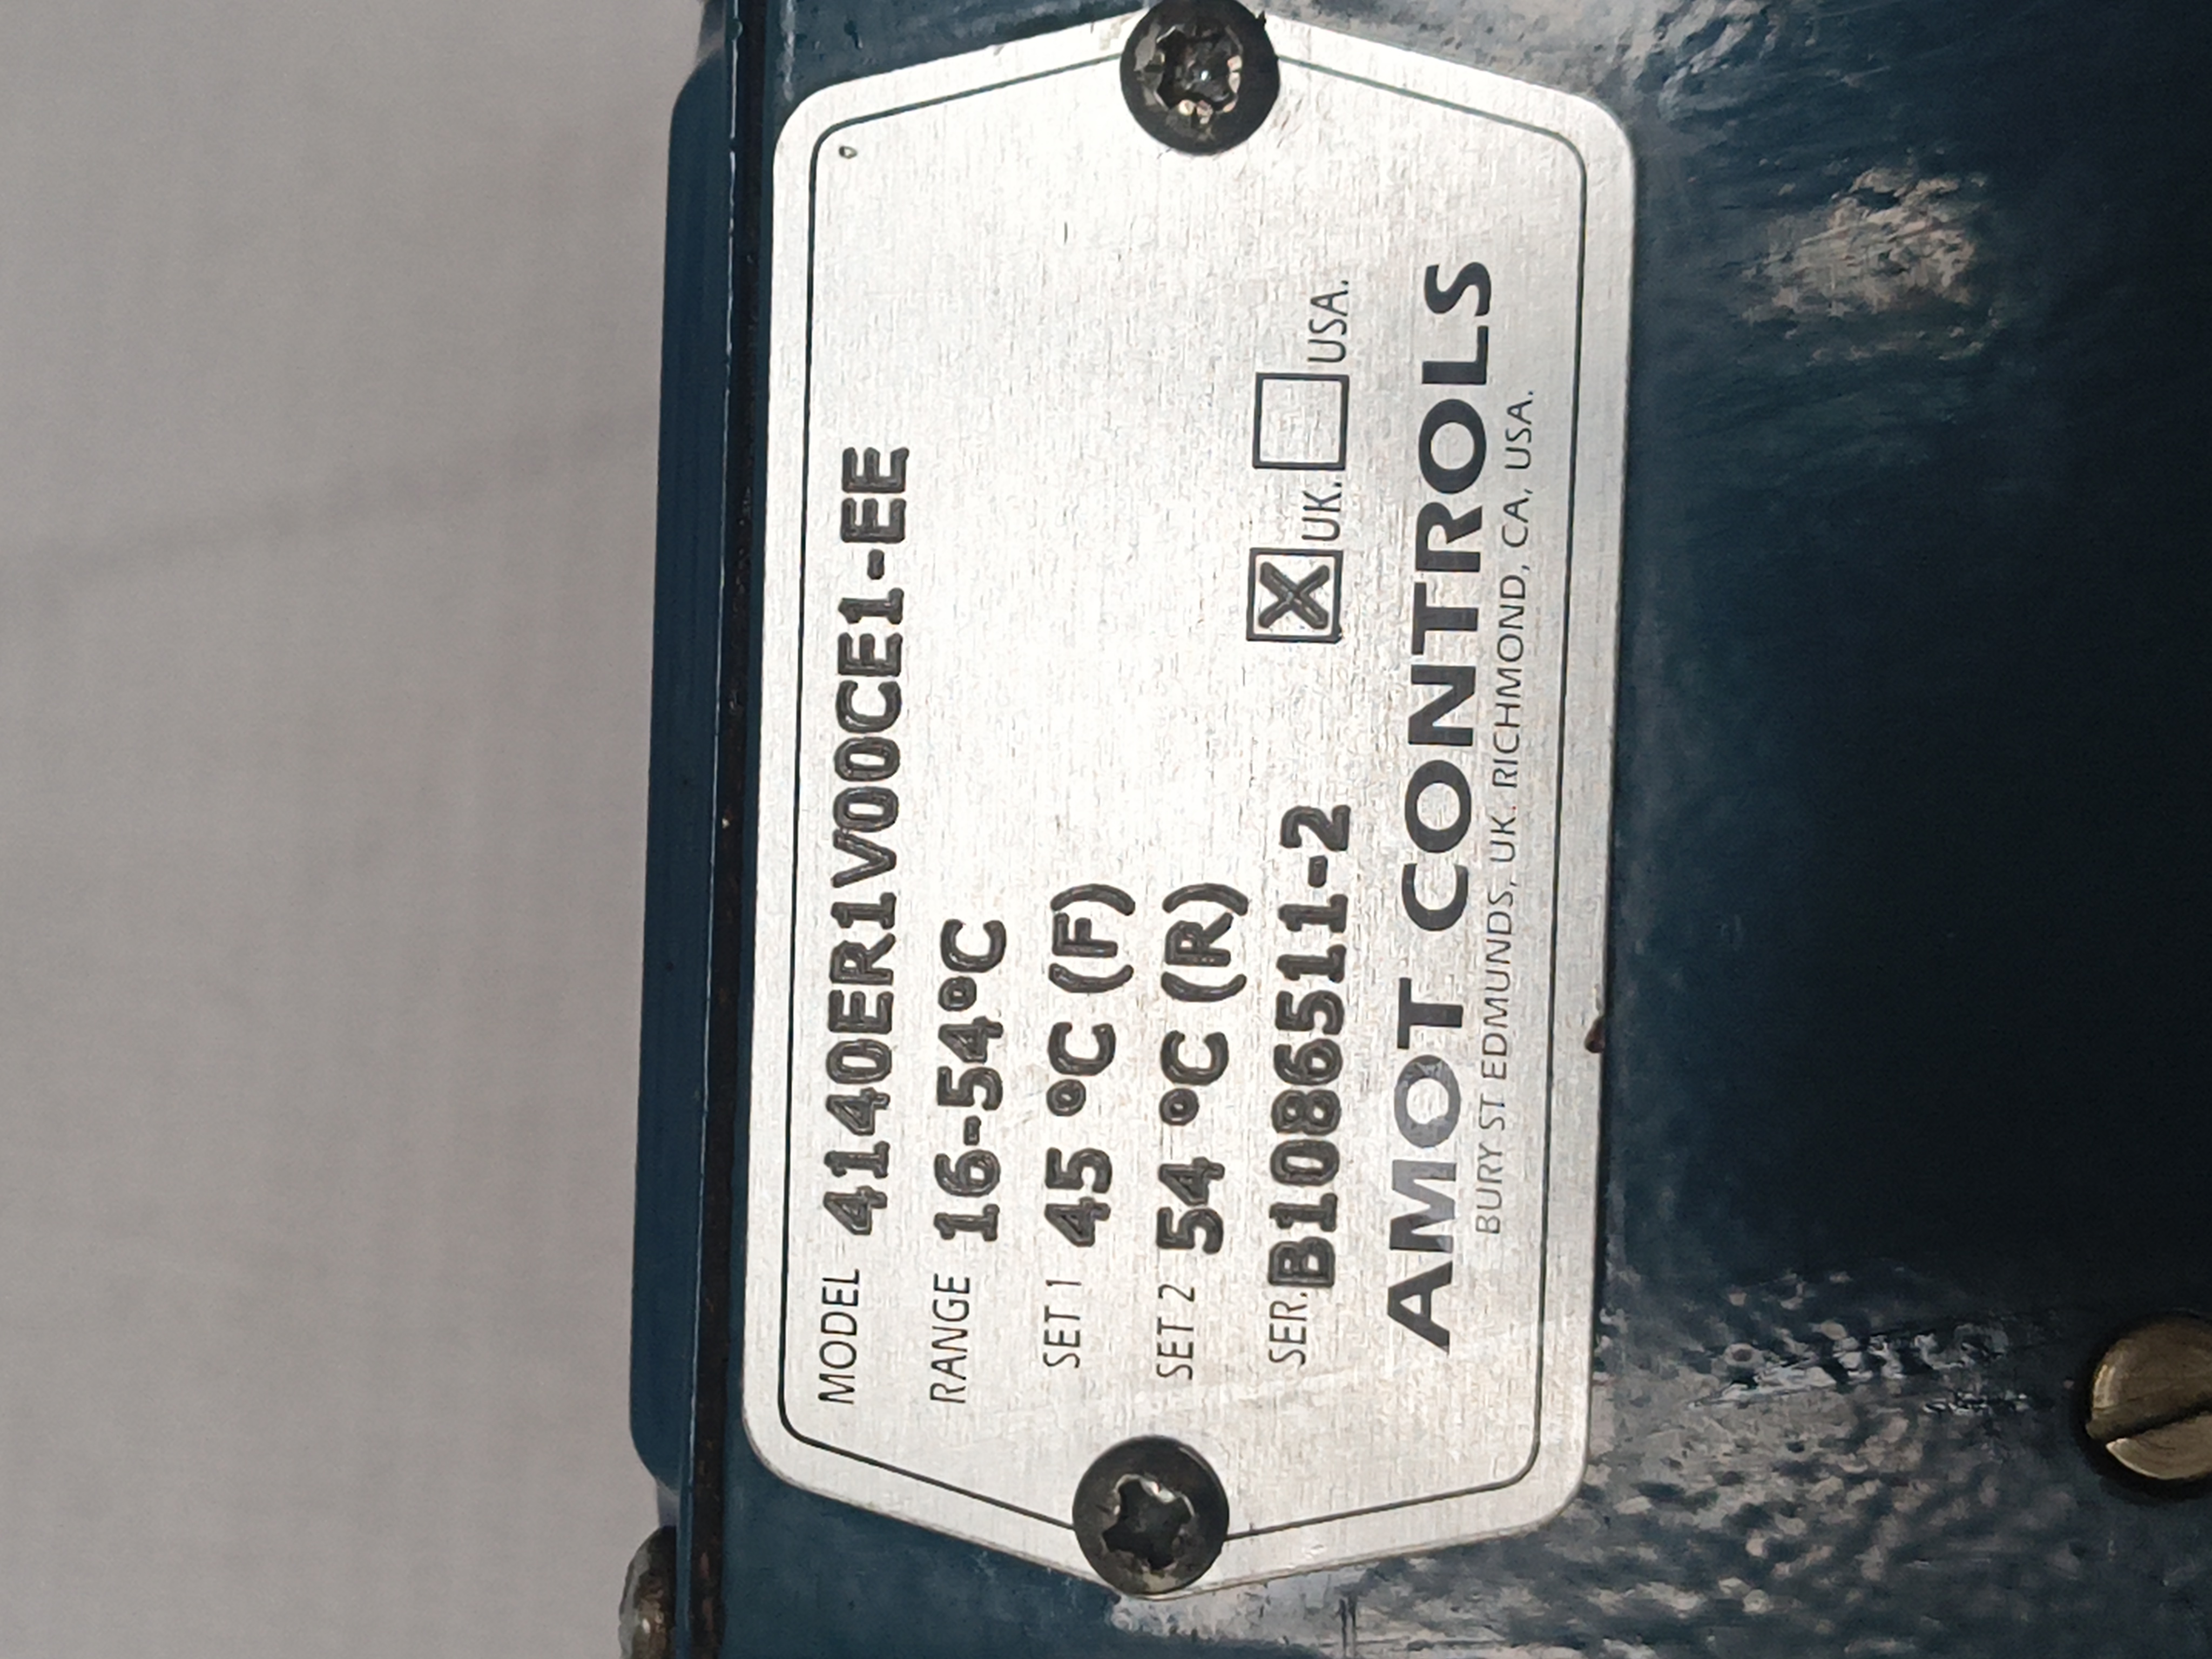 MODEL 4140ER1V00CE1-EE
RANGE 16-54°C
SET 1 45 °C (F)
SET 2 54 °C (R)
SER. B1086511-2 X UK. USA.
AMOT CONTROLS
BURY ST EDMUNDS, UK. RICHMOND, CA, USA.